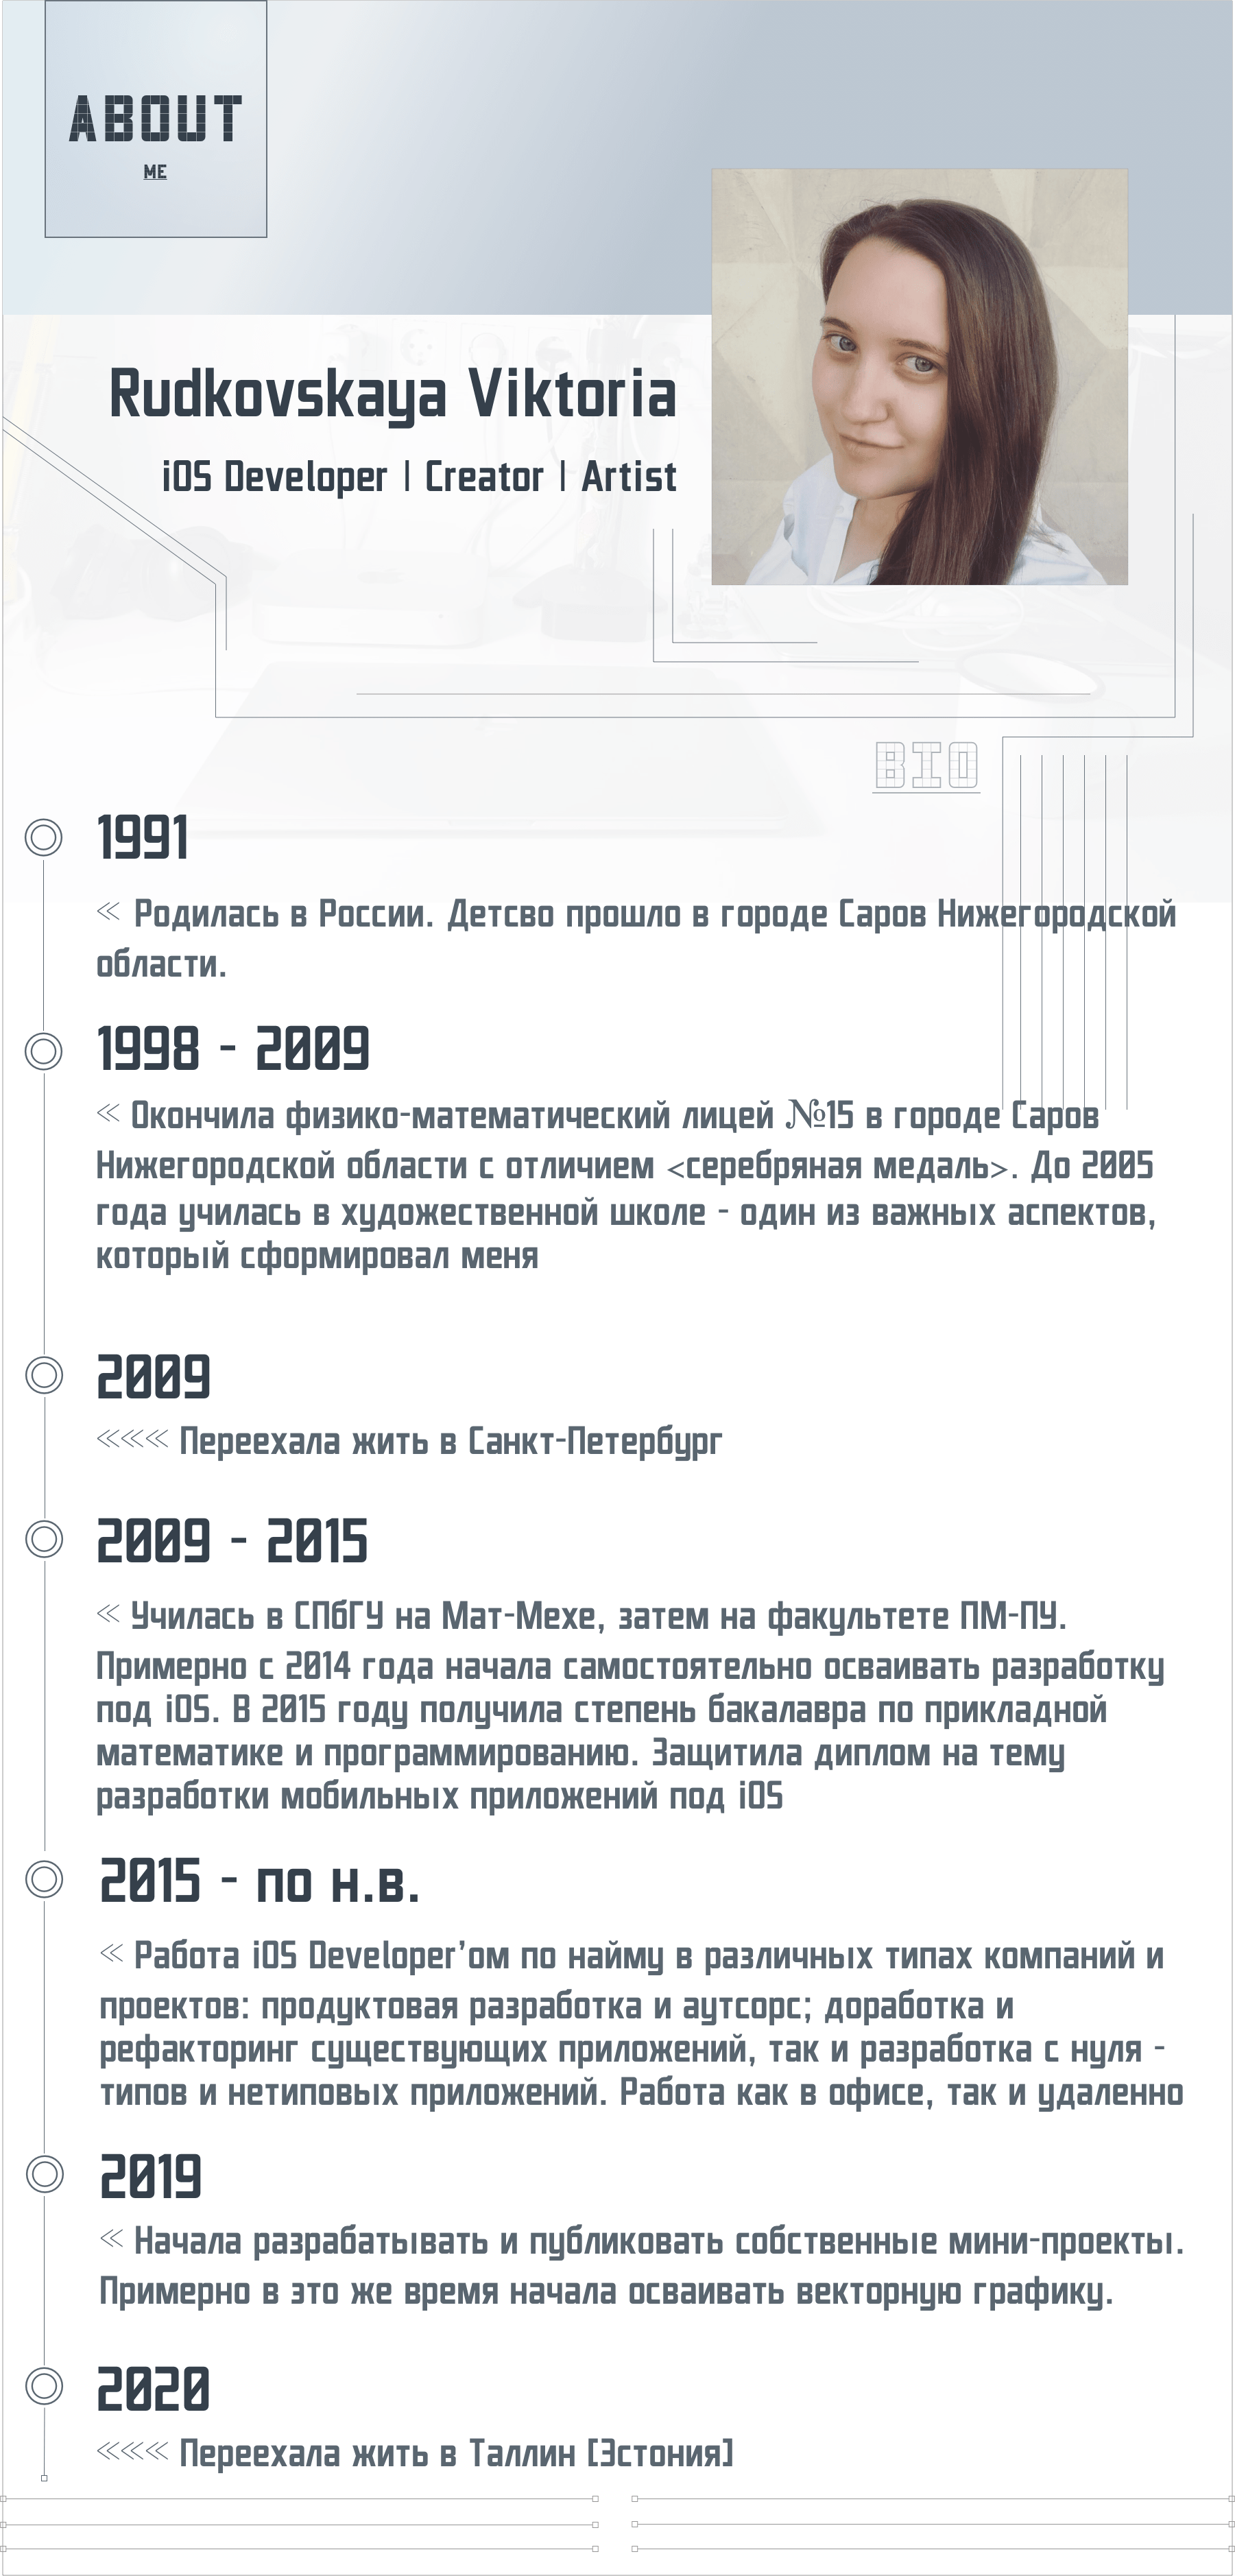 ABOUT
ME
Rudkovskaya Viktoria
iOS Developer | Creator | Artist
BIO
1991
« Родилась в России. Детсво прошло в городе Саров Нижегородской
области.
1998 - 2009
« Окончила физико-математический лицей №15 в городе Саров
Нижегородской области с отличием <серебряная медаль>. До 2005
года училась в художественной школе - один из важных аспектов,
который сформировал меня
2009
««« Переехала жить в Санкт-Петербург
2009 - 2015
« Училась в СПбГУ на Мат-Мехе, затем на факультете ПМ-ПУ.
Примерно с 2014 года начала самостоятельно осваивать разработку
под iOS. В 2015 году получила степень бакалавра по прикладной
математике и программированию. Защитила диплом на тему
разработки мобильных приложений под iOS
2015 - по н.в.
« Работа iOS Developer’ом по найму в различных типах компаний и
проектов: продуктовая разработка и аутсорс; доработка и
рефакторинг существующих приложений, так и разработка с нуля -
типов и нетиповых приложений. Работа как в офисе, так и удаленно
2019
« Начала разрабатывать и публиковать собственные мини-проекты.
Примерно в это же время начала осваивать векторную графику.
2020
««« Переехала жить в Таллин [Эстония]